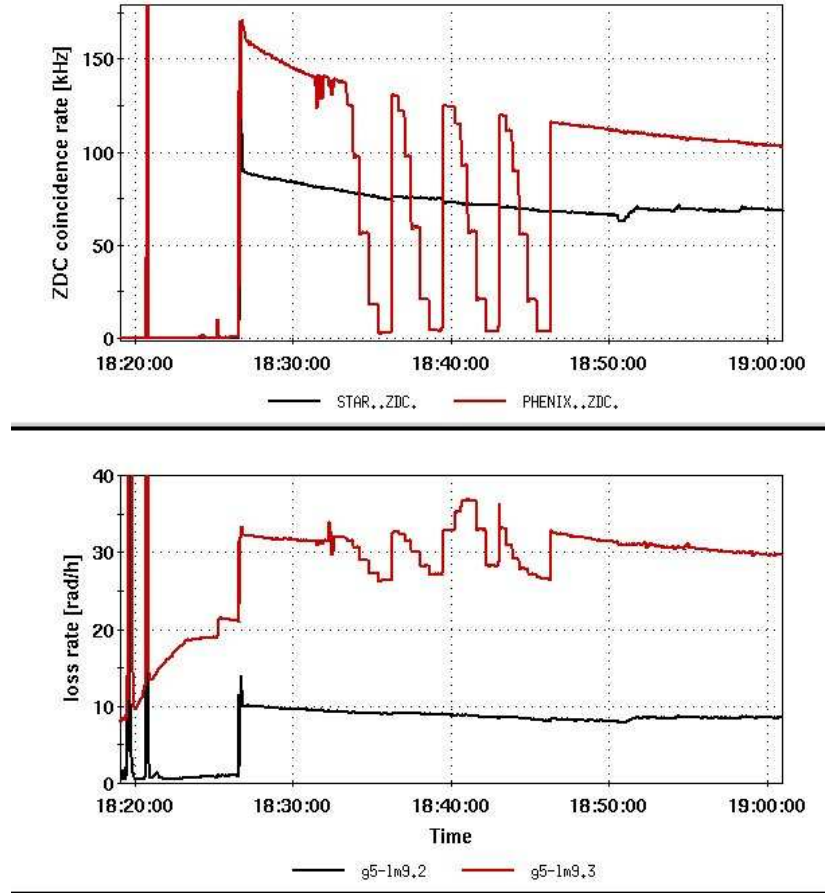 ZDC coincidence rate [kHz]
150
100
50
0
18:20:00 18:30:00 18:40:00 18:50:00 19:00:00
STAR..ZDC. PHENIX..ZDC.
loss rate [rad/h]
40
30
20
10
0
18:20:00 18:30:00 18:40:00 18:50:00 19:00:00
Time
g5-lm9.2 g5-lm9.3